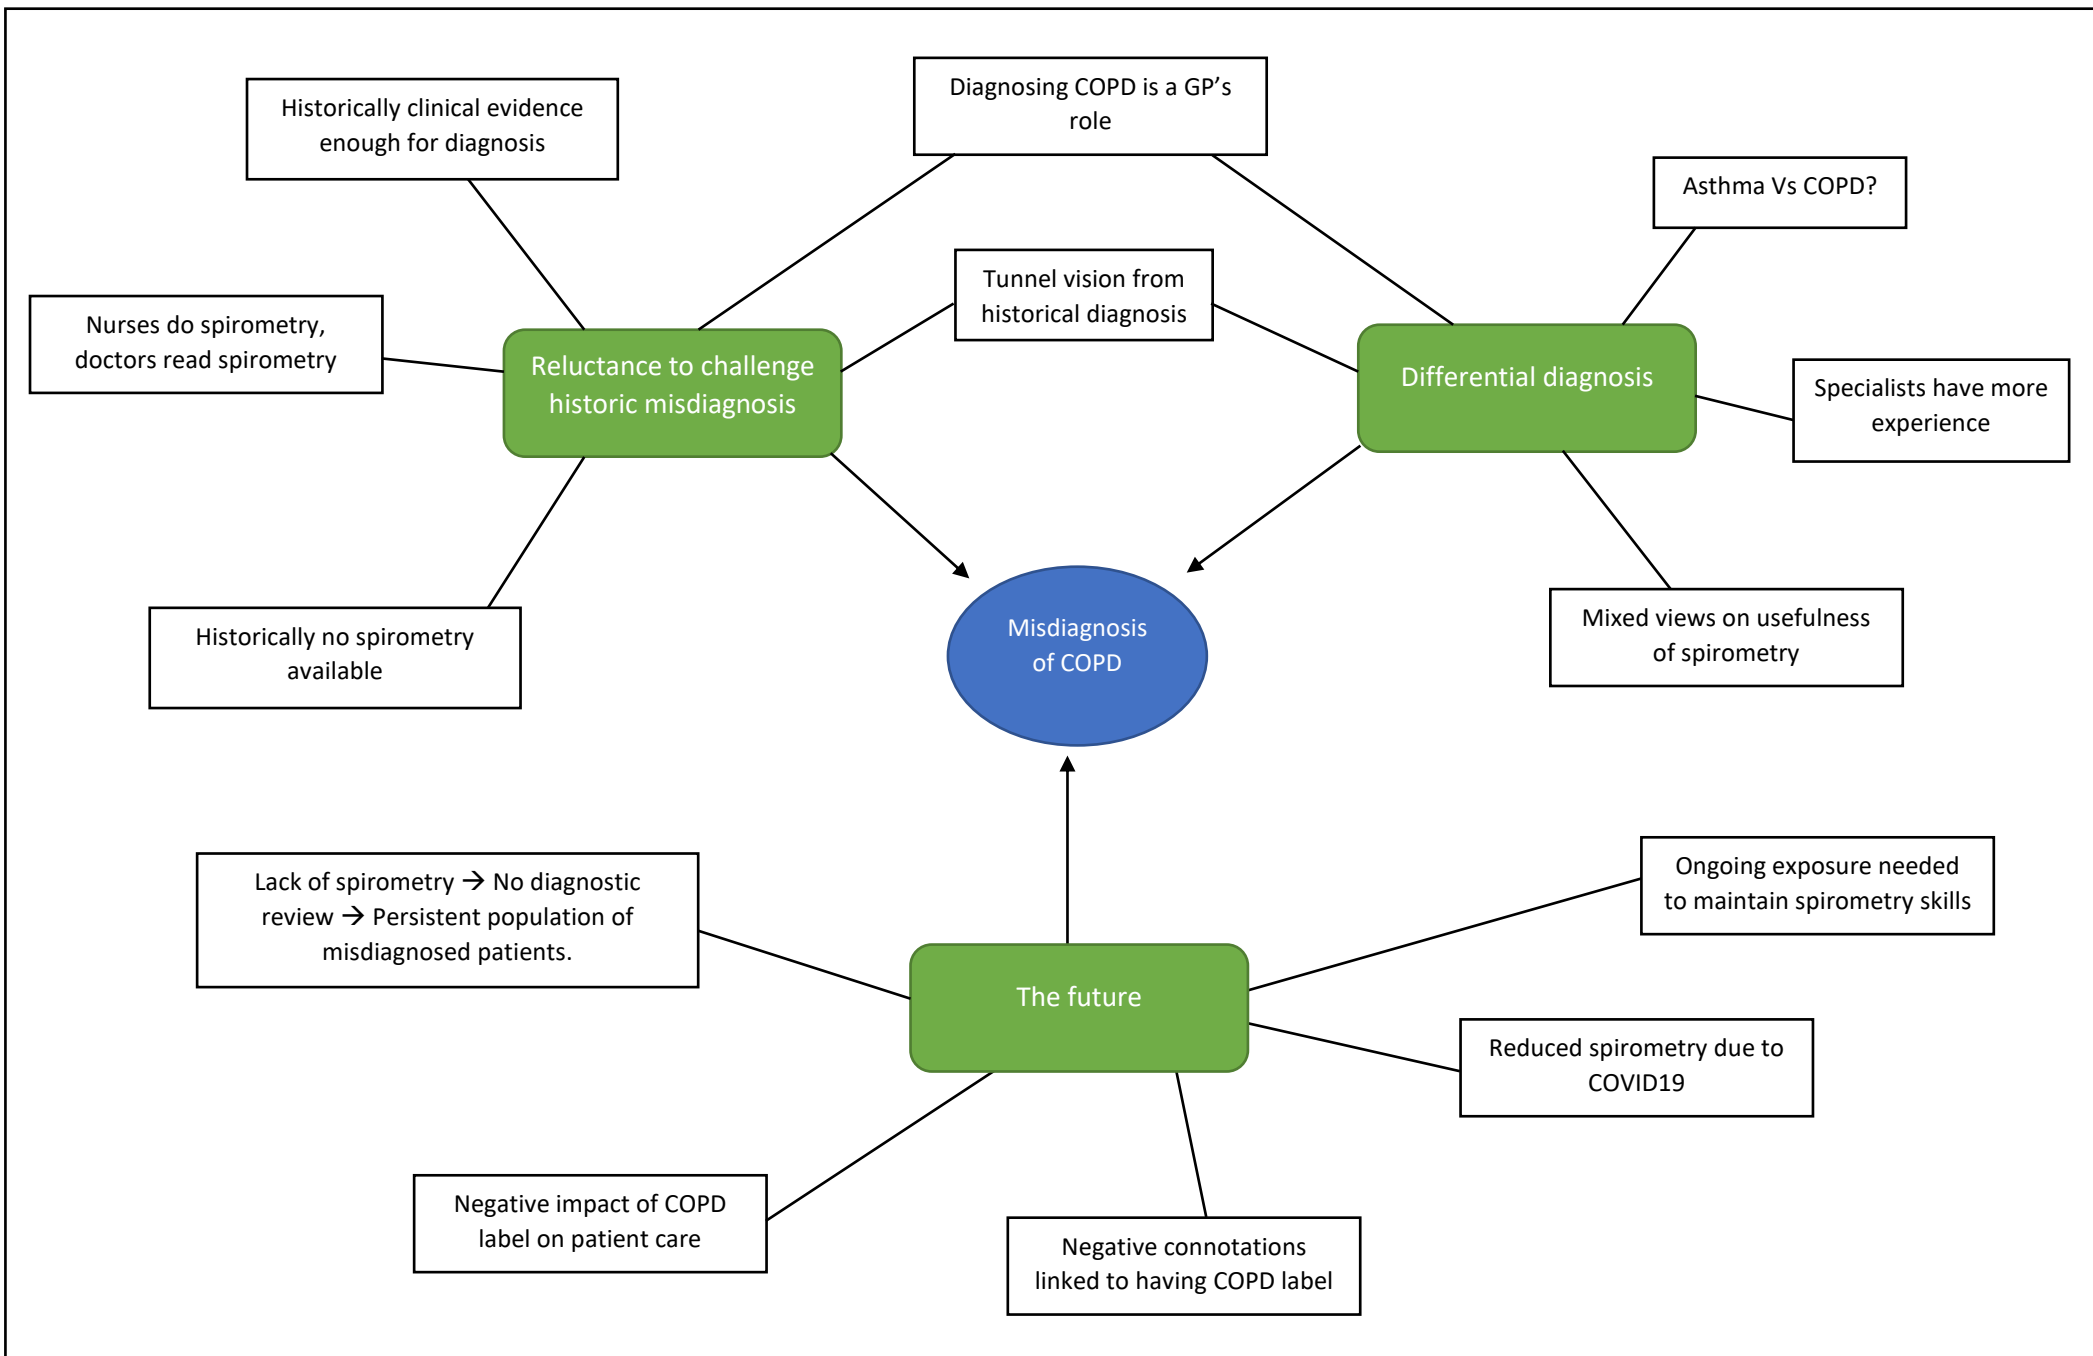 Diagnosing COPD is a GP’s
role
Historically clinical evidence
enough for diagnosis
Asthma Vs COPD?
Tunnel vision from
historical diagnosis
Nurses do spirometry,
doctors read spirometry
Reluctance to challenge
historic misdiagnosis
Differential diagnosis
Specialists have more
experience
Historically no spirometry
available
Misdiagnosis
of COPD
Mixed views on usefulness
of spirometry
Lack of spirometry → No diagnostic
review → Persistent population of
misdiagnosed patients.
Ongoing exposure needed
to maintain spirometry skills
The future
Reduced spirometry due to
COVID19
Negative impact of COPD
label on patient care
Negative connotations
linked to having COPD label